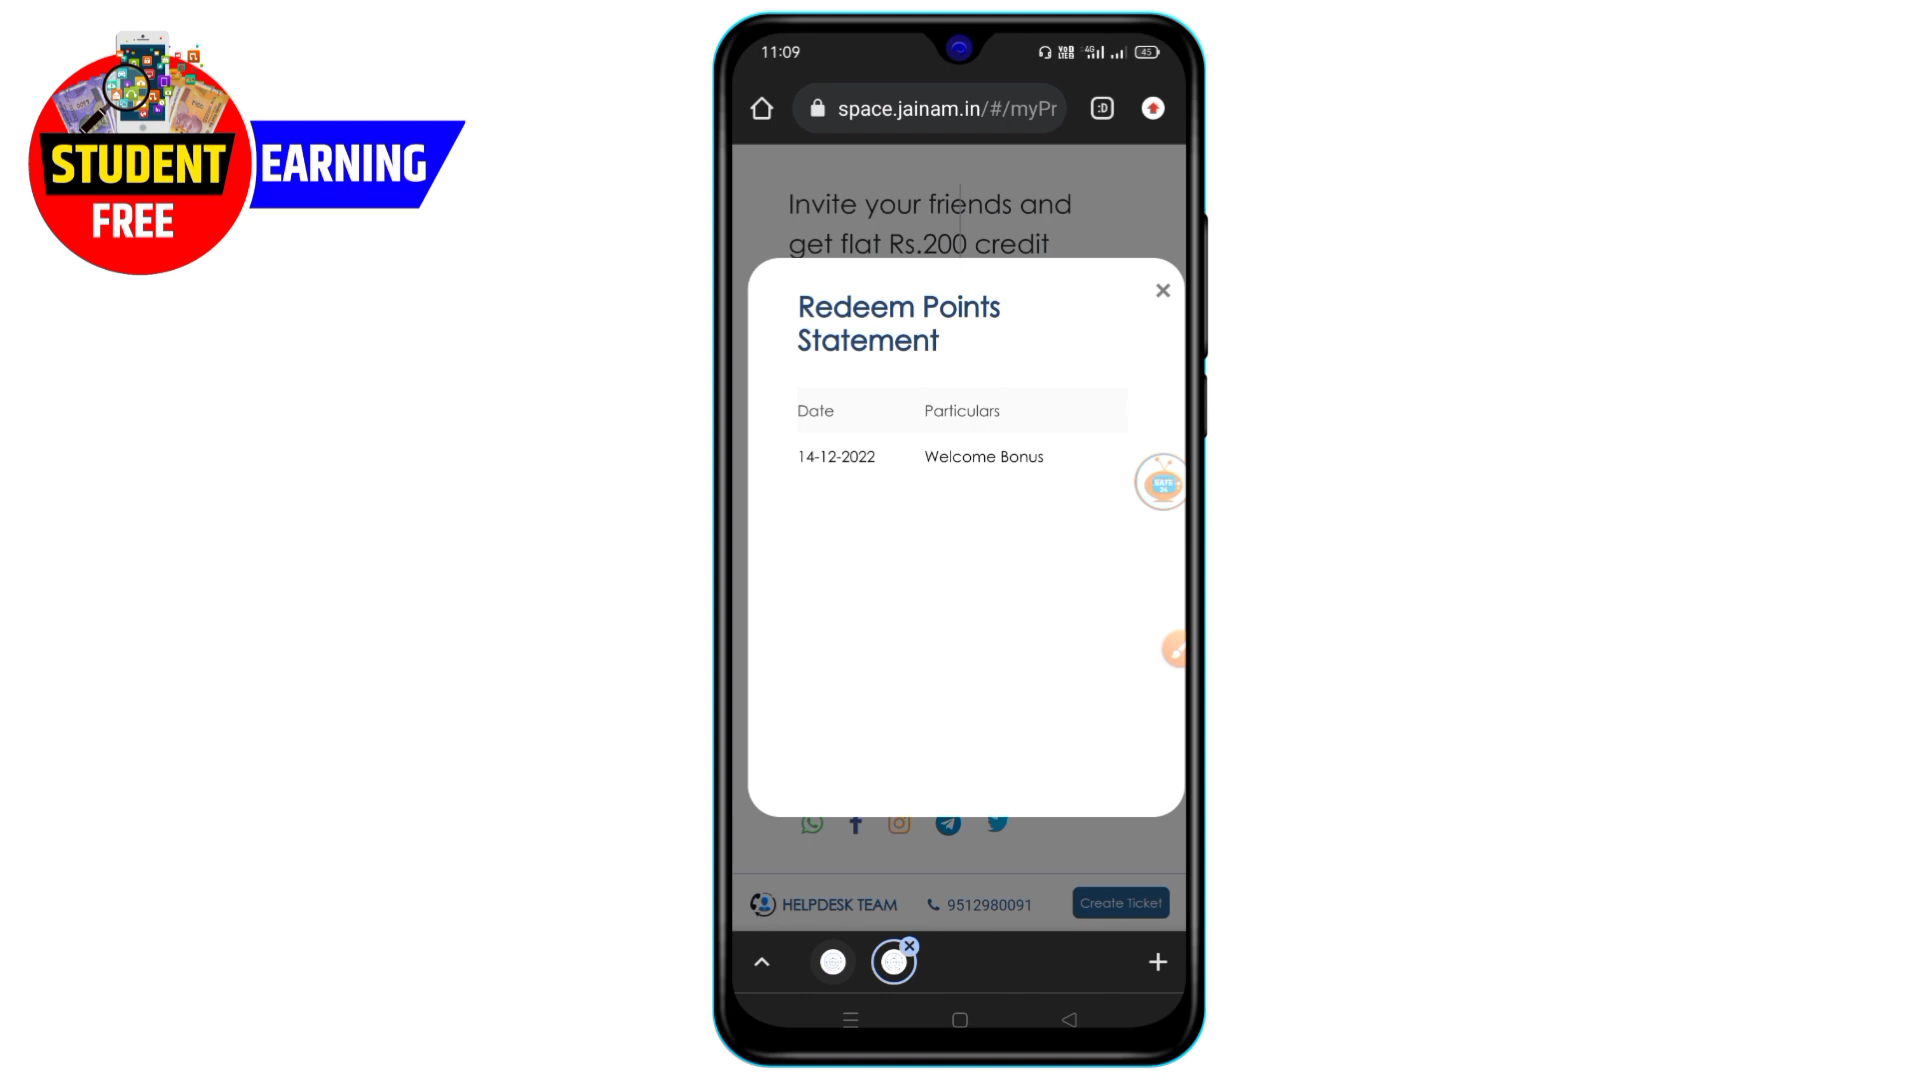 STUDENT
EARNING
FREE
11:09
45
space.jainam.in/#/myPr
:D
Invite your friends and
get flat Rs.200 credit
Redeem Points
Statement
Date Particulars
14-12-2022 Welcome Bonus
HELPDESK TEAM 9512980091 Create Ticket